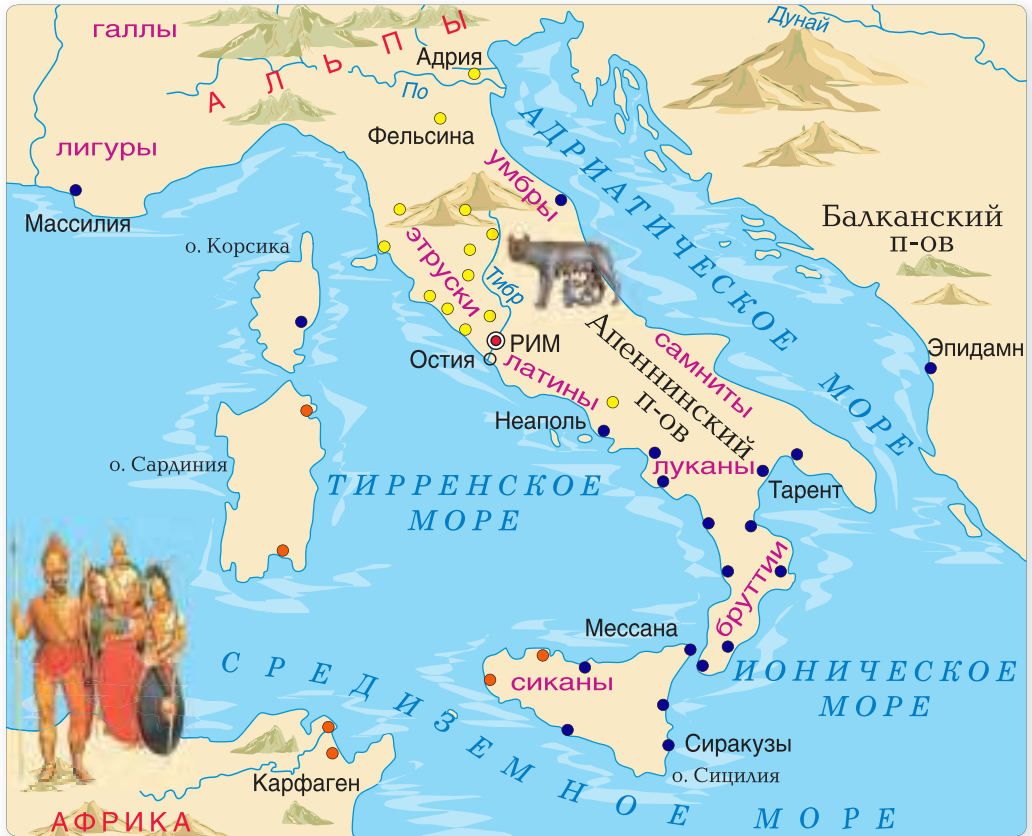 галлы
АЛЬПЫ
Дунай
Адрия
По
Фельсина
лигуры
умбры
АДРИАТИЧЕСКОЕ МОРЕ
Массилия
Балканский
п-ов
о. Корсика
этруски
Тибр
РИМ
Остия
латины
Апеннинский
п-ов
самниты
Эпидамн
Неаполь
о. Сардиния
луканы
Тарент
ТИРРЕНСКОЕ
МОРЕ
бруттии
Мессана
СРЕДИЗЕМНОЕ МОРЕ
сиканы
ИОНИЧЕСКОЕ
МОРЕ
Сиракузы
о. Сицилия
Карфаген
АФРИКА